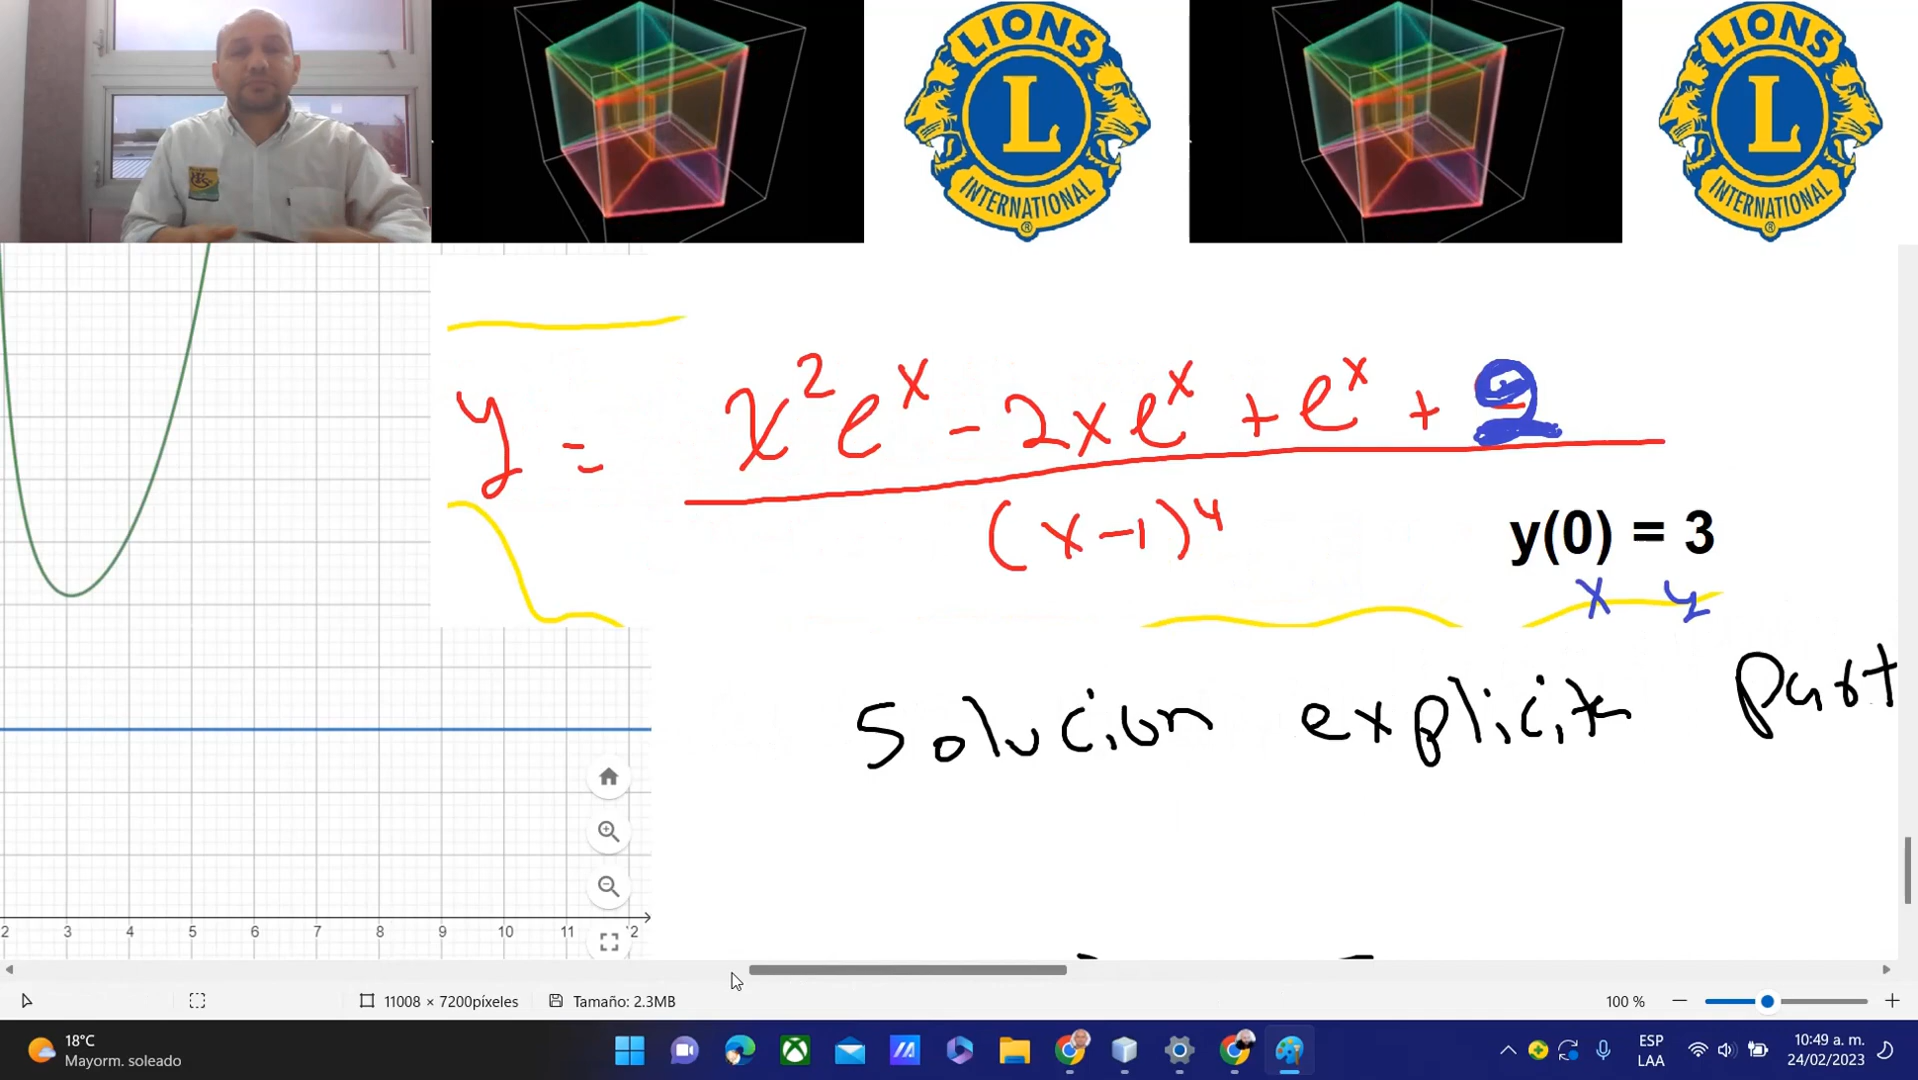 LIONS LIONS
L L
INTERNATIONAL INTERNATIONAL
® ®
y = x²eˣ - 2xeˣ + eˣ + 2
(x-1)⁴
y(0) = 3
x y
Solucion explicita Part
2 3 4 5 6 7 8 9 10 11 2
11008 × 7200píxeles Tamaño: 2.3MB 100 %
18°C
Mayorm. soleado
ESP
LAA
10:49 a. m.
24/02/2023